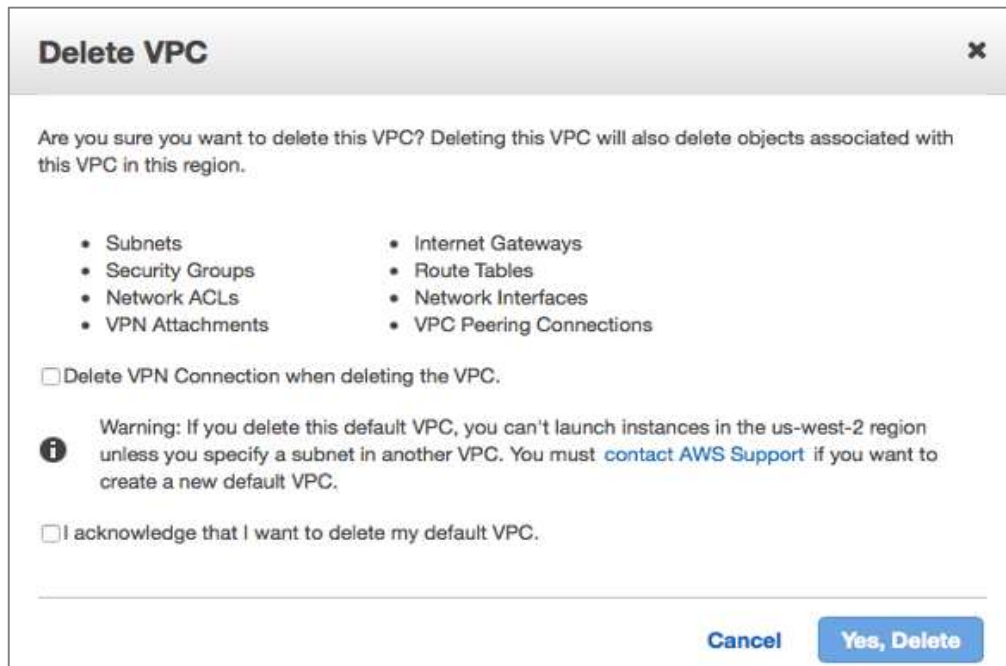 Delete VPC
Are you sure you want to delete this VPC? Deleting this VPC will also delete objects associated with
this VPC in this region.
• Subnets
• Security Groups
• Network ACLs
• VPN Attachments
• Internet Gateways
• Route Tables
• Network Interfaces
• VPC Peering Connections
Delete VPN Connection when deleting the VPC.
Warning: If you delete this default VPC, you can't launch instances in the us-west-2 region
unless you specify a subnet in another VPC. You must contact AWS Support if you want to
create a new default VPC.
I acknowledge that I want to delete my default VPC.
Cancel
Yes, Delete